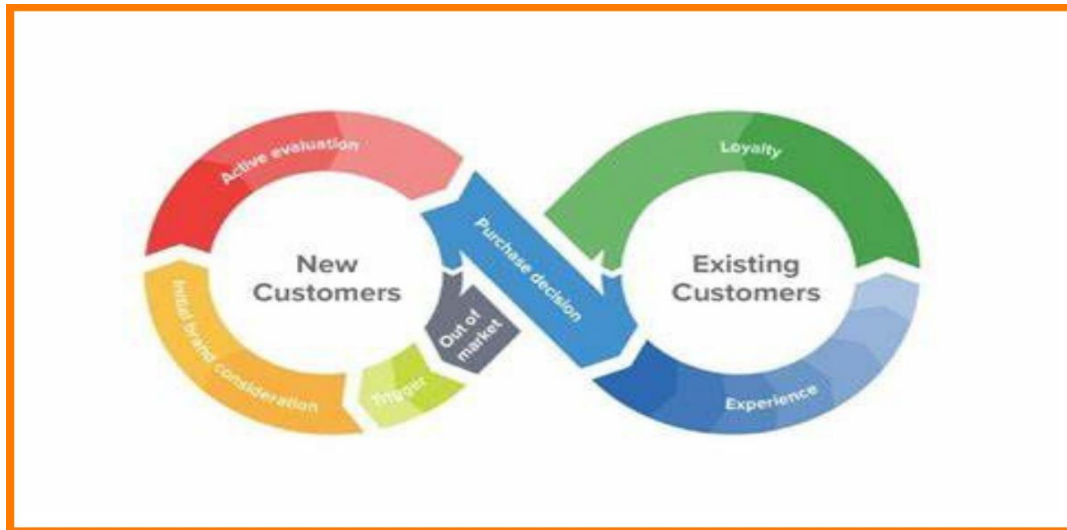 Active evaluation
Loyalty
Purchase decision
New
Customers
Existing
Customers
Initial brand consideration
Out of
market
Trigger
Experience